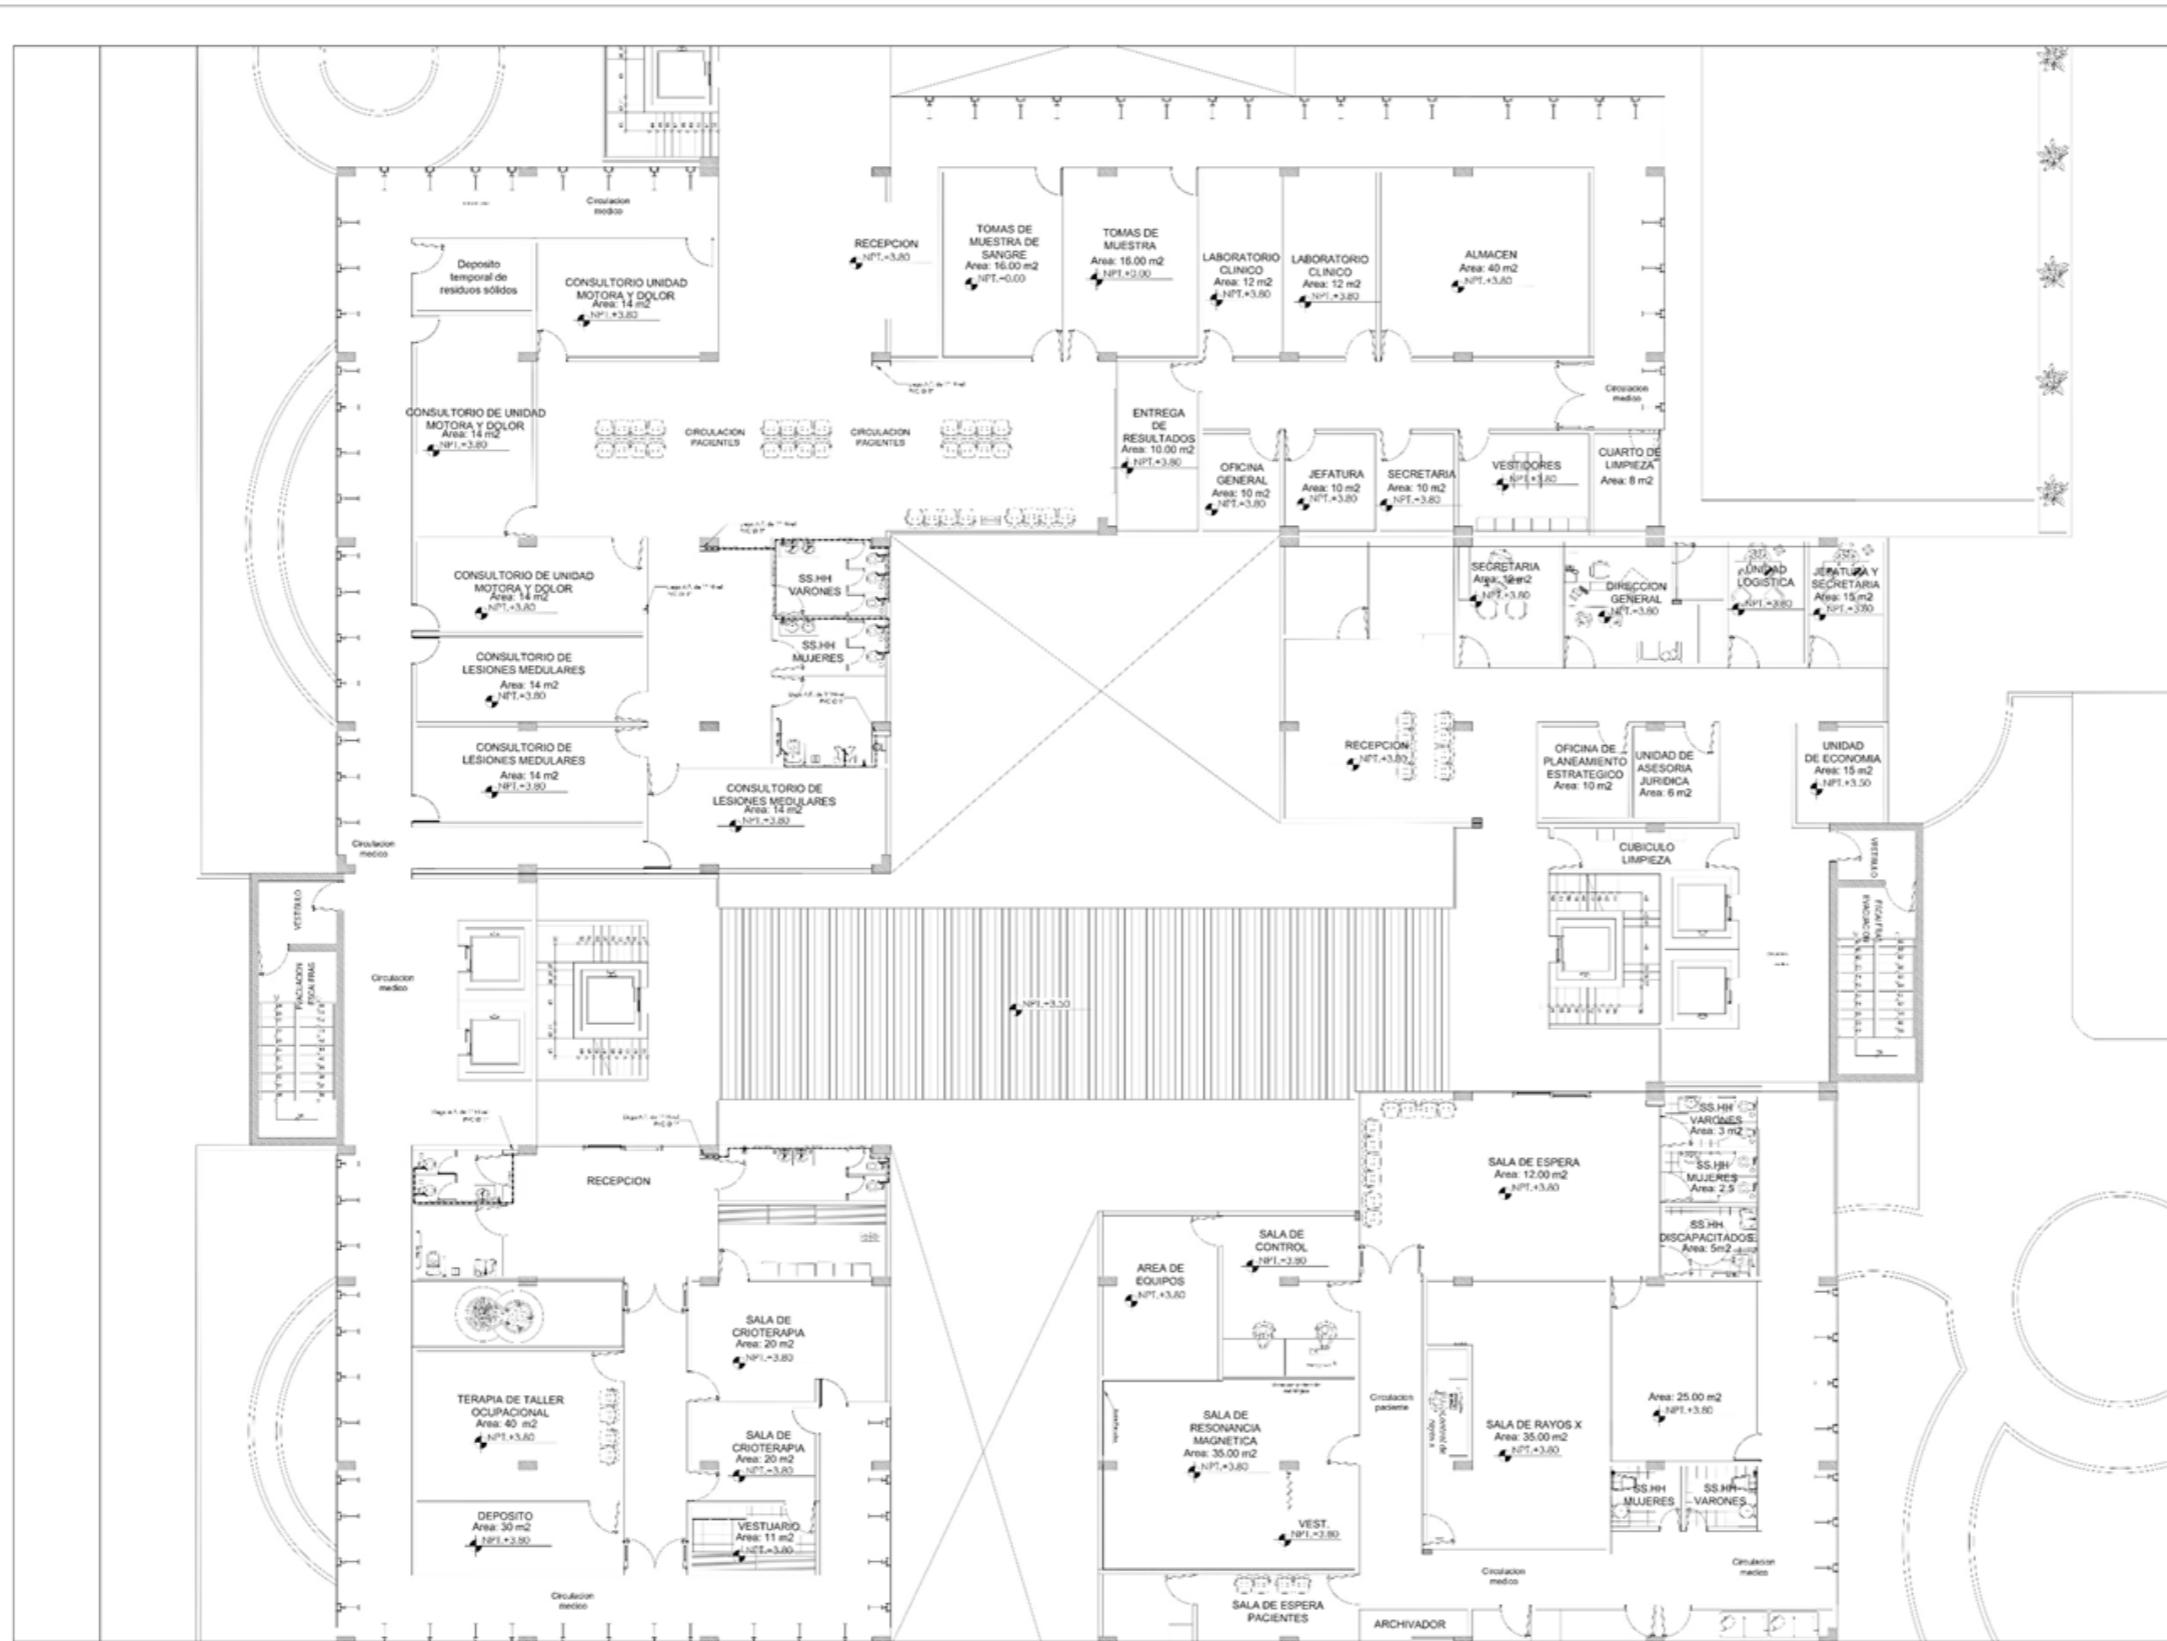 Circulacion
medico
Deposito
temporal de
residuos sólidos
CONSULTORIO UNIDAD
MOTORA Y DOLOR
Area: 14 m2
NPT.+3.80
RECEPCION
NPT.+3.80
TOMAS DE
MUESTRA DE
SANGRE
Area: 16.00 m2
NPT.+0.00
TOMAS DE
MUESTRA
Area: 16.00 m2
NPT.+0.00
LABORATORIO
CLINICO
Area: 12 m2
NPT.+3.80
LABORATORIO
CLINICO
Area: 12 m2
NPT.+3.80
ALMACEN
Area: 40 m2
NPT.+3.80
CONSULTORIO DE UNIDAD
MOTORA Y DOLOR
Area: 14 m2
NPT.+3.80
CIRCULACION
PACIENTES
CIRCULACION
PACIENTES
ENTREGA
DE
RESULTADOS
Area: 10.00 m2
NPT.+3.80
Circulacion
medico
OFICINA
GENERAL
Area: 10 m2
NPT.+3.80
JEFATURA
Area: 10 m2
NPT.+3.80
SECRETARIA
Area: 10 m2
NPT.+3.80
VESTIDORES
NPT.+3.80
CUARTO DE
LIMPIEZA
Area: 8 m2
CONSULTORIO DE UNIDAD
MOTORA Y DOLOR
Area: 14 m2
NPT.+3.80
SS.HH
VARONES
SS.HH
MUJERES
SECRETARIA
NPT.+3.80
DIRECCION
GENERAL
NPT.+3.80
UNIDAD
LOGISTICA
NPT.+3.80
JEFATURA Y
SECRETARIA
Area: 15 m2
NPT.+3.80
CONSULTORIO DE
LESIONES MEDULARES
Area: 14 m2
NPT.+3.80
CONSULTORIO DE
LESIONES MEDULARES
Area: 14 m2
NPT.+3.80
CONSULTORIO DE
LESIONES MEDULARES
Area: 14 m2
NPT.+3.80
RECEPCION
NPT.+3.80
OFICINA DE
PLANEAMIENTO
ESTRATEGICO
Area: 10 m2
UNIDAD DE
ASESORIA
JURIDICA
Area: 6 m2
UNIDAD
DE ECONOMIA
Area: 15 m2
NPT.+3.50
Circulacion
medico
CUBICULO
LIMPIEZA
VESTIBULO
VESTIBULO
EVACUACION
ESCALERAS
Circulacion
medico
NPT.+3.50
RECEPCION
SALA DE ESPERA
Area: 12.00 m2
NPT.+3.80
SS.HH
VARONES
Area: 3 m2
SS.HH
MUJERES
Area: 2.5
SS.HH
DISCAPACITADOS
Area: 5m2
AREA DE
EQUIPOS
NPT.+3.80
SALA DE
CONTROL
NPT.+3.80
SALA DE
CRIOTERAPIA
Area: 20 m2
NPT.+3.80
TERAPIA DE TALLER
OCUPACIONAL
Area: 40 m2
NPT.+3.80
SALA DE
CRIOTERAPIA
Area: 20 m2
NPT.+3.80
SALA DE
RESONANCIA
MAGNETICA
Area: 35.00 m2
NPT.+3.80
Circulacion
paciente
SALA DE RAYOS X
Area: 35.00 m2
NPT.+3.80
Area: 25.00 m2
NPT.+3.80
SS.HH
MUJERES
SS.HH
VARONES
DEPOSITO
Area: 30 m2
NPT.+3.80
VESTUARIO
Area: 11 m2
NPT.+3.80
VEST.
NPT.+3.80
Circulacion
medico
Circulacion
medico
Circulacion
medico
SALA DE ESPERA
PACIENTES
ARCHIVADOR